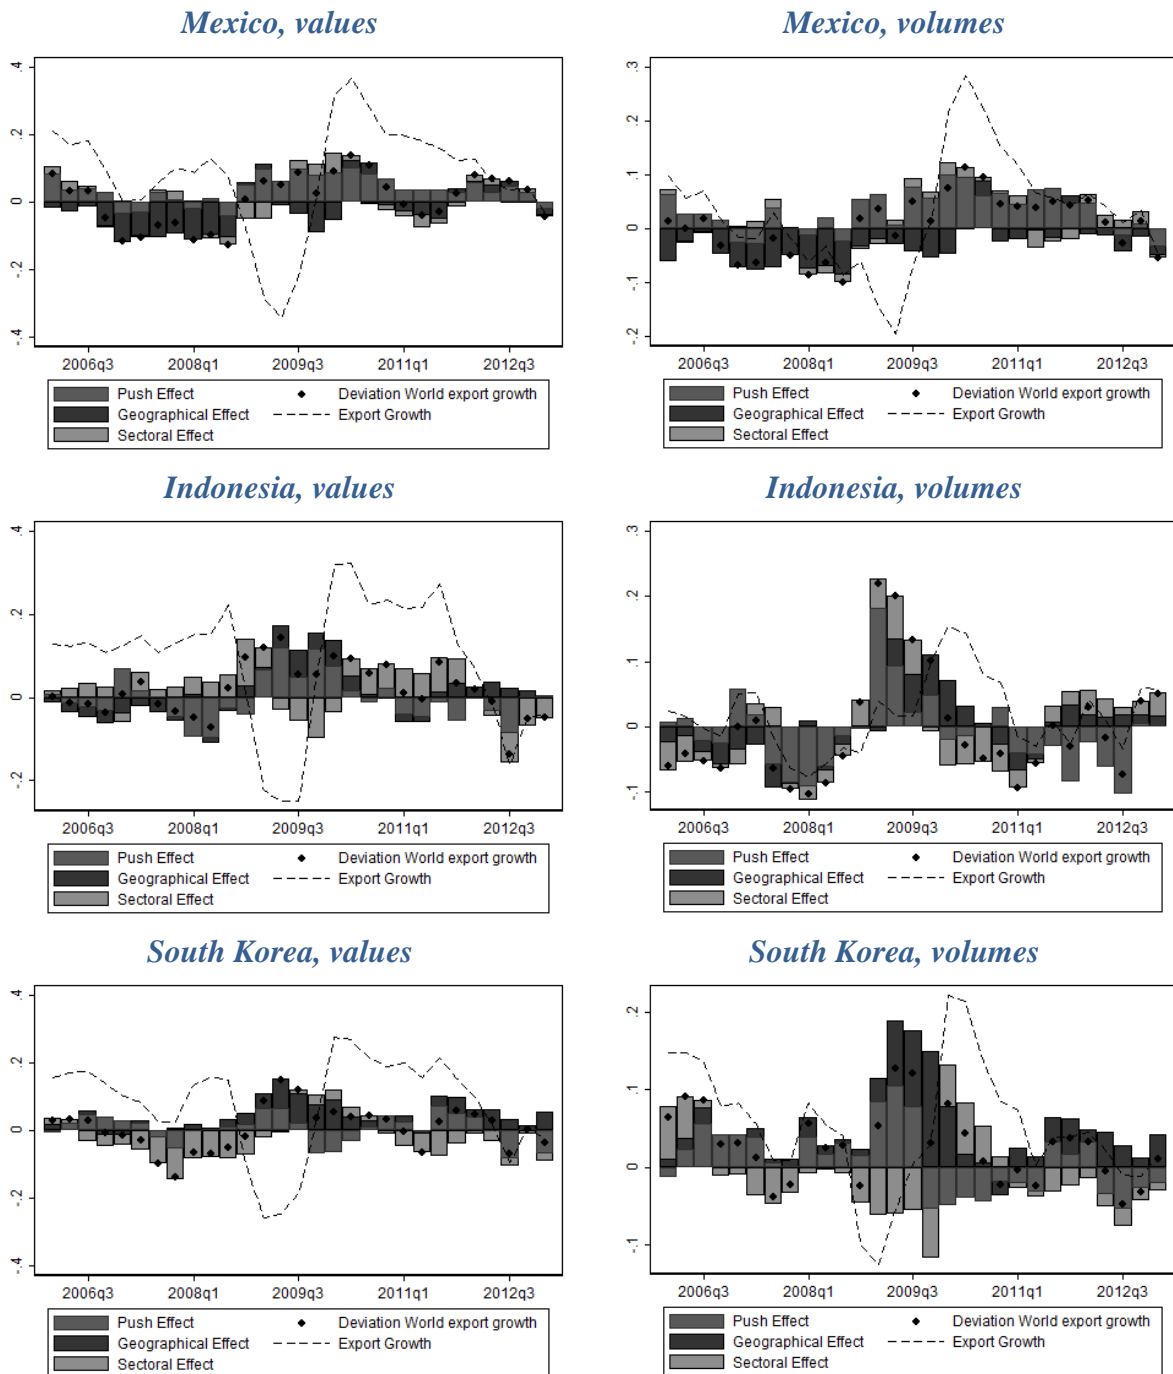 Mexico, values
.4
.2
0
-.2
-.4
2006q3 2008q1 2009q3 2011q1 2012q3
Push Effect Deviation World export growth
Geographical Effect Export Growth
Sectoral Effect
Mexico, volumes
.3
.2
.1
0
-.1
-.2
2006q3 2008q1 2009q3 2011q1 2012q3
Push Effect Deviation World export growth
Geographical Effect Export Growth
Sectoral Effect
Indonesia, values
.4
.2
0
-.2
2006q3 2008q1 2009q3 2011q1 2012q3
Push Effect Deviation World export growth
Geographical Effect Export Growth
Sectoral Effect
Indonesia, volumes
.3
.2
.1
0
-.1
2006q3 2008q1 2009q3 2011q1 2012q3
Push Effect Deviation World export growth
Geographical Effect Export Growth
Sectoral Effect
South Korea, values
.4
.2
0
-.2
-.4
2006q3 2008q1 2009q3 2011q1 2012q3
Push Effect Deviation World export growth
Geographical Effect Export Growth
Sectoral Effect
South Korea, volumes
.2
.1
0
-.1
2006q3 2008q1 2009q3 2011q1 2012q3
Push Effect Deviation World export growth
Geographical Effect Export Growth
Sectoral Effect